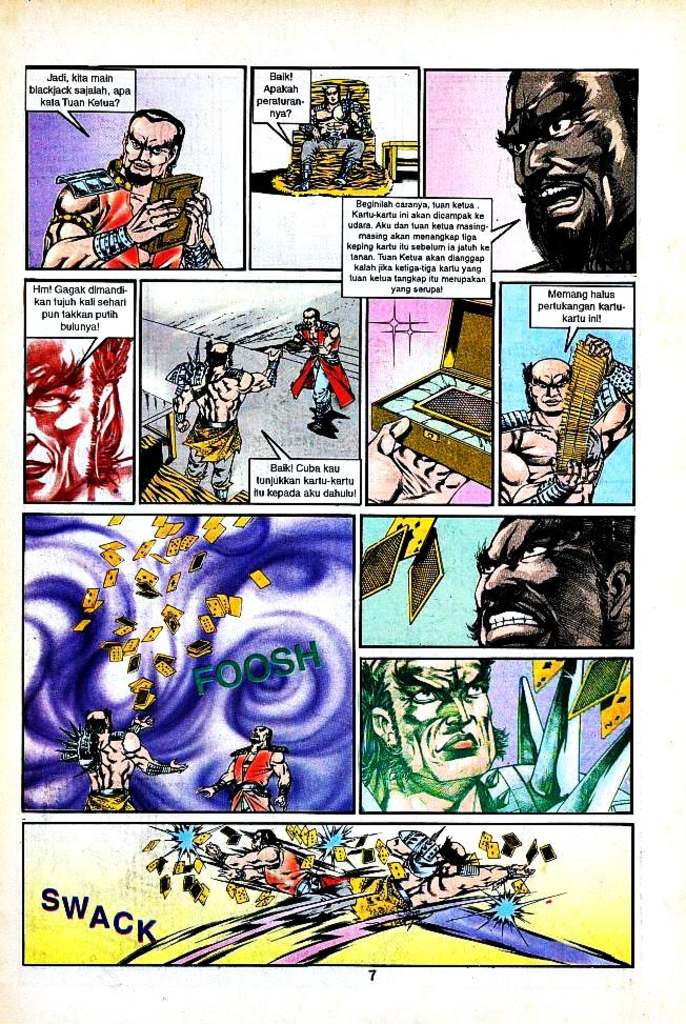 Jadi, kita main
blackjack sajalah, apa
kata Tuan Ketua?
Baik!
Apakah
peraturan-
nya?
Beginilah caranya, tuan ketua.
Kartu-kartu ini akan dicampak ke
udara. Aku dan tuan ketua masing-
masing akan menangkap tiga
keping kartu itu sebelum ia jatuh ke
tanan. Tuan Ketua akan dianggap
kalah jika ketiga-tiga kartu yang
tuan ketua tangkap itu merupakan
yang serupa!
Hm! Gagak dimandi-
kan tujuh kali sehari
pun takkan putih
bulunya!
Baik! Cuba kau
tunjukkan kartu-kartu
itu kepada aku dahulu!
Memang halus
pertukangan kartu-
kartu ini!
FOOSH
SWACK
7